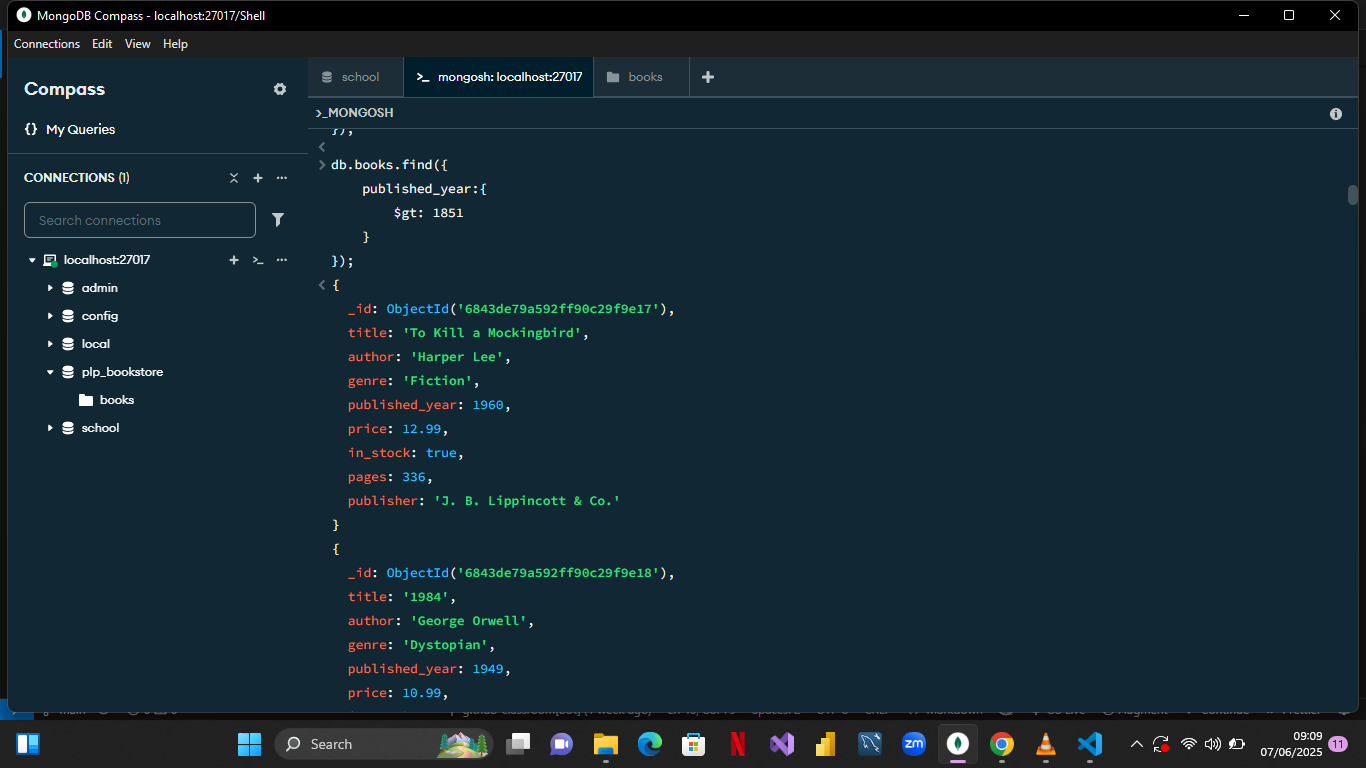 MongoDB Compass - localhost:27017/Shell
Connections Edit View Help
Compass
{} My Queries
CONNECTIONS (1)
Search connections
localhost:27017
admin
config
local
plp_bookstore
books
school
school
>_ mongosh: localhost:27017
books
>_MONGOSH
});
db.books.find({
published_year:{
$gt: 1851
}
});
{
_id: ObjectId('6843de79a592ff90c29f9e17'),
title: 'To Kill a Mockingbird',
author: 'Harper Lee',
genre: 'Fiction',
published_year: 1960,
price: 12.99,
in_stock: true,
pages: 336,
publisher: 'J. B. Lippincott & Co.'
}
{
_id: ObjectId('6843de79a592ff90c29f9e18'),
title: '1984',
author: 'George Orwell',
genre: 'Dystopian',
published_year: 1949,
price: 10.99,
Search
zm
09:09
07/06/2025
11